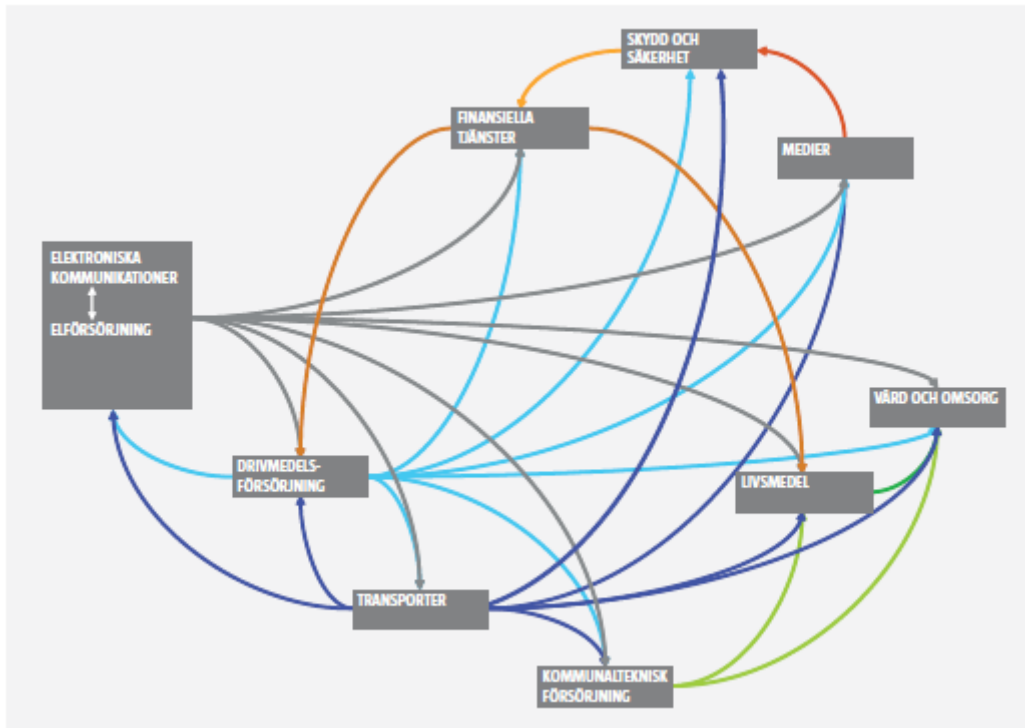 SKYDD OCH
SÄKERHET
FINANSIELLA
TJÄNSTER
MEDIER
ELEKTRONISKA
KOMMUNIKATIONER
ELFÖRSÖRJNING
VÅRD OCH OMSORG
DRIVMEDELS-
FÖRSÖRJNING
LIVSMEDEL
TRANSPORTER
KOMMUNALTEKNISK
FÖRSÖRJNING